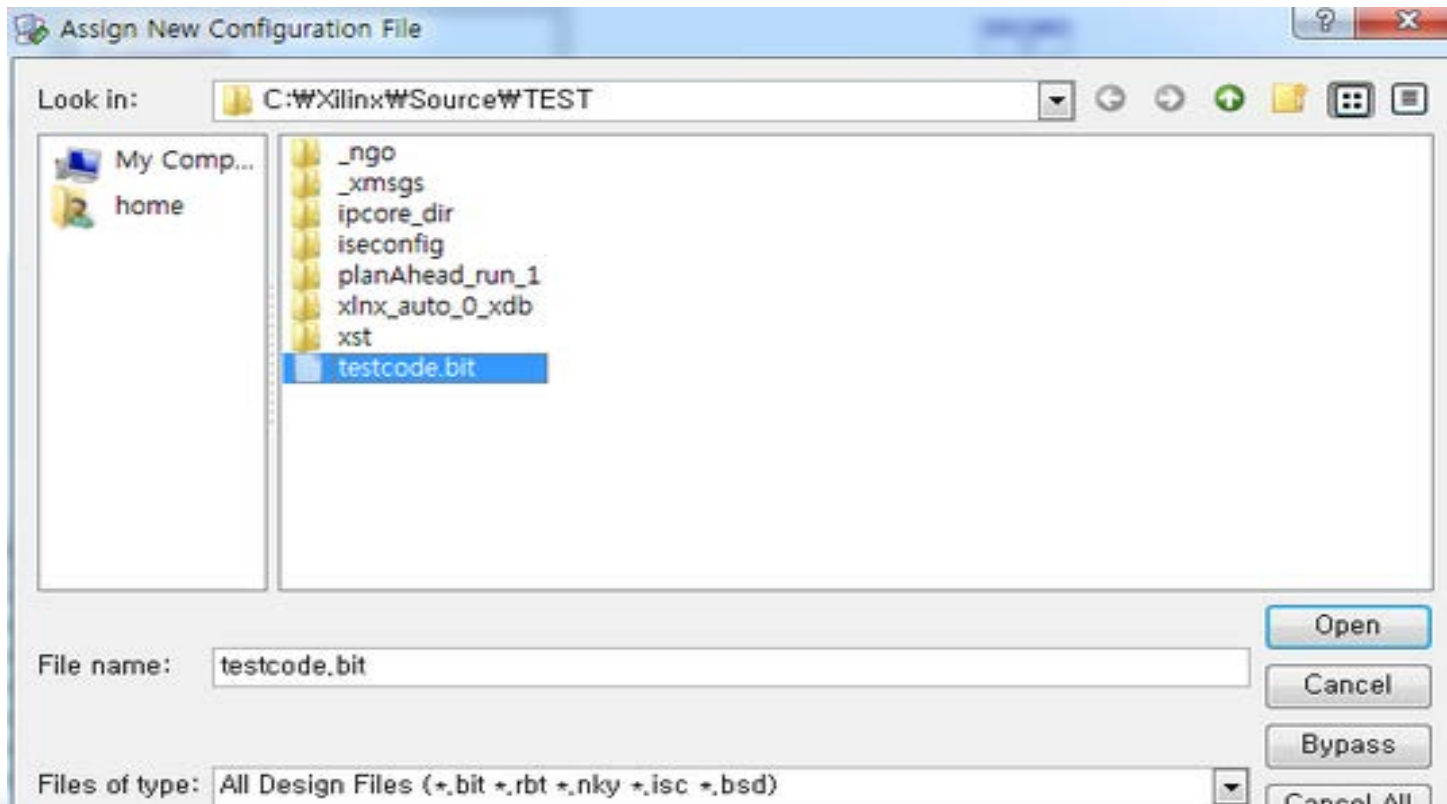 Assign New Configuration File
Look in: C:₩Xilinx₩Source₩TEST
My Comp...
home
_ngo
_xmsgs
ipcore_dir
iseconfig
planAhead_run_1
xlnx_auto_0_xdb
xst
testcode.bit
Open
File name: testcode.bit
Cancel
Bypass
Files of type: All Design Files (*.bit *.rbt *.nky *.isc *.bsd)
Cancel All